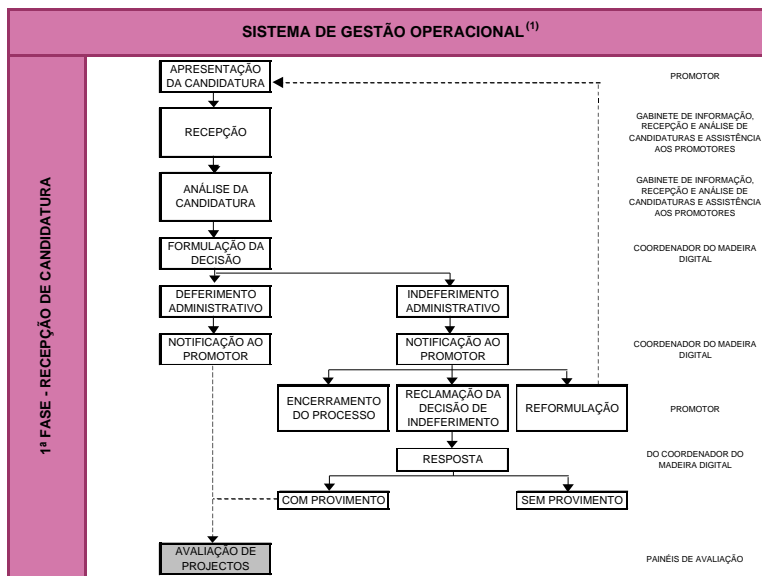 SISTEMA DE GESTÃO OPERACIONAL (1)
1ª FASE - RECEPÇÃO DE CANDIDATURA
APRESENTAÇÃO
DA CANDIDATURA
PROMOTOR
RECEPÇÃO
GABINETE DE INFORMAÇÃO,
RECEPÇÃO E ANÁLISE DE
CANDIDATURAS E ASSISTÊNCIA
AOS PROMOTORES
ANÁLISE DA
CANDIDATURA
GABINETE DE INFORMAÇÃO,
RECEPÇÃO E ANÁLISE DE
CANDIDATURAS E ASSISTÊNCIA
AOS PROMOTORES
FORMULAÇÃO DA
DECISÃO
COORDENADOR DO MADEIRA
DIGITAL
DEFERIMENTO
ADMINISTRATIVO
INDEFERIMENTO
ADMINISTRATIVO
NOTIFICAÇÃO AO
PROMOTOR
NOTIFICAÇÃO AO
PROMOTOR
COORDENADOR DO MADEIRA
DIGITAL
ENCERRAMENTO
DO PROCESSO
RECLAMAÇÃO DA
DECISÃO DE
INDEFERIMENTO
REFORMULAÇÃO
PROMOTOR
RESPOSTA
DO COORDENADOR DO
MADEIRA DIGITAL
COM PROVIMENTO
SEM PROVIMENTO
AVALIAÇÃO DE
PROJECTOS
PAINÉIS DE AVALIAÇÃO